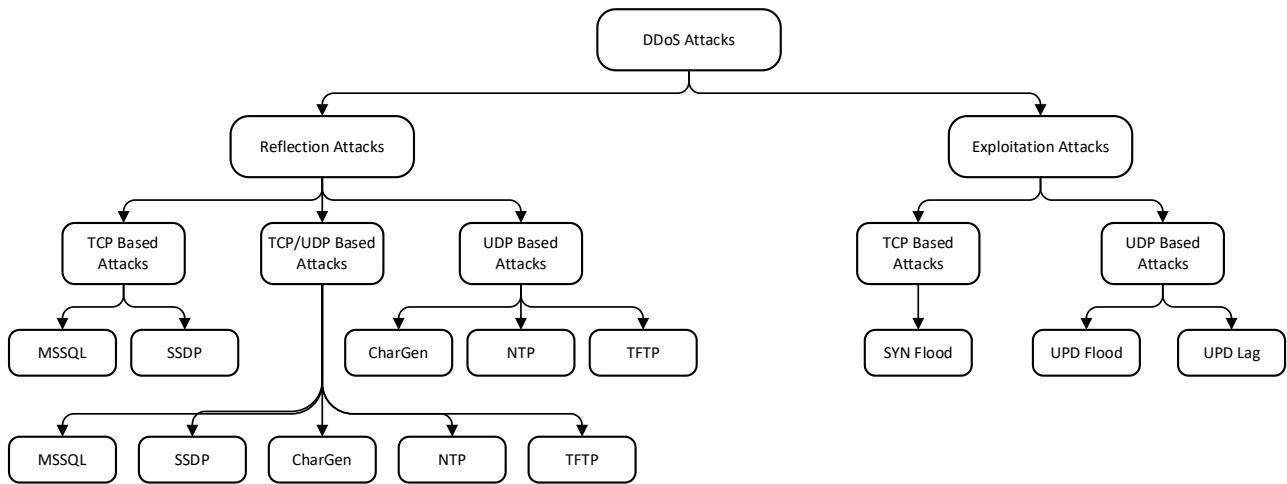 DDoS Attacks
Reflection Attacks
Exploitation Attacks
TCP Based
Attacks
TCP/UDP Based
Attacks
UDP Based
Attacks
TCP Based
Attacks
UDP Based
Attacks
MSSQL
SSDP
CharGen
NTP
TFTP
SYN Flood
UPD Flood
UPD Lag
MSSQL
SSDP
CharGen
NTP
TFTP